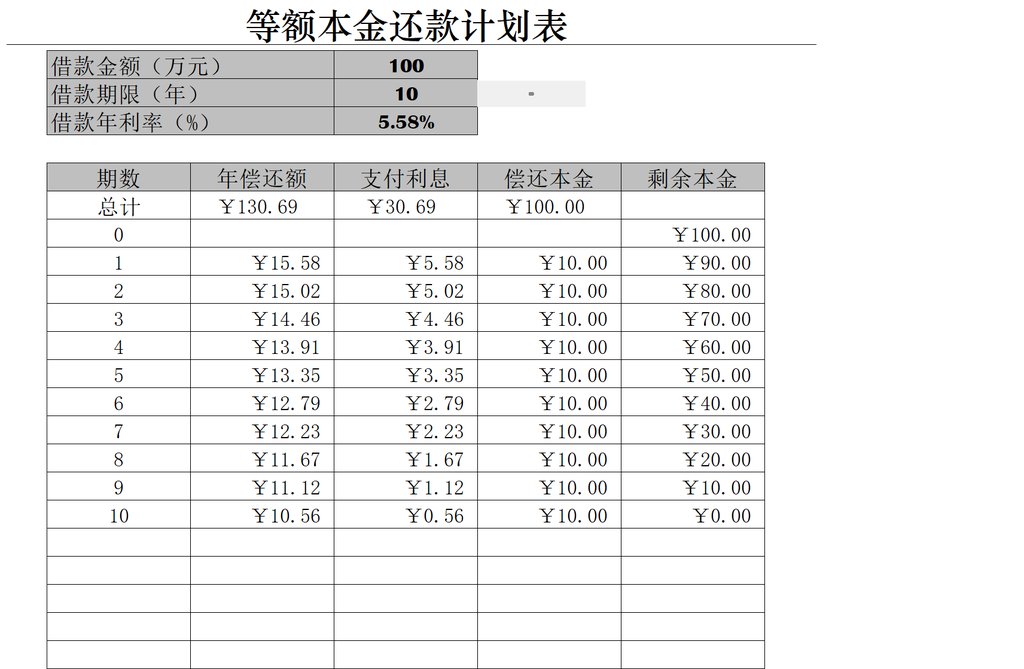 等额本金还款计划表
借款金额（万元） 100
借款期限（年） 10
借款年利率（%） 5.58%
期数 年偿还额 支付利息 偿还本金 剩余本金
总计 ￥130.69 ￥30.69 ￥100.00
0 ￥100.00
1 ￥15.58 ￥5.58 ￥10.00 ￥90.00
2 ￥15.02 ￥5.02 ￥10.00 ￥80.00
3 ￥14.46 ￥4.46 ￥10.00 ￥70.00
4 ￥13.91 ￥3.91 ￥10.00 ￥60.00
5 ￥13.35 ￥3.35 ￥10.00 ￥50.00
6 ￥12.79 ￥2.79 ￥10.00 ￥40.00
7 ￥12.23 ￥2.23 ￥10.00 ￥30.00
8 ￥11.67 ￥1.67 ￥10.00 ￥20.00
9 ￥11.12 ￥1.12 ￥10.00 ￥10.00
10 ￥10.56 ￥0.56 ￥10.00 ￥0.00